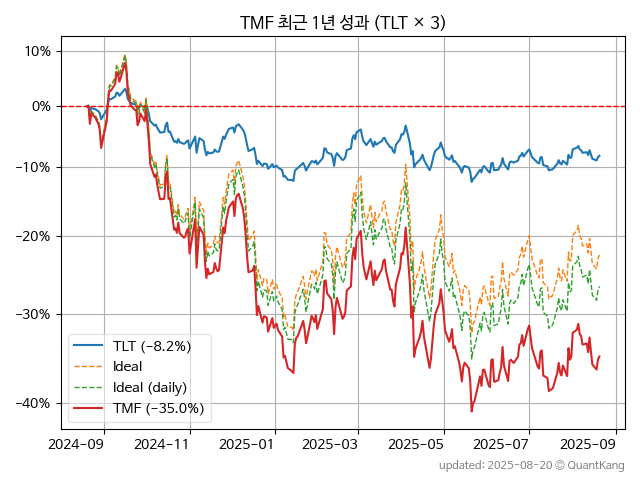 TMF 최근 1년 성과 (TLT × 3)
10%
0%
−10%
−20%
−30%
−40%
TLT (−8.2%)
Ideal
Ideal (daily)
TMF (−35.0%)
2024-09 2024-11 2025-01 2025-03 2025-05 2025-07 2025-09
updated: 2025-08-20 © QuantKang